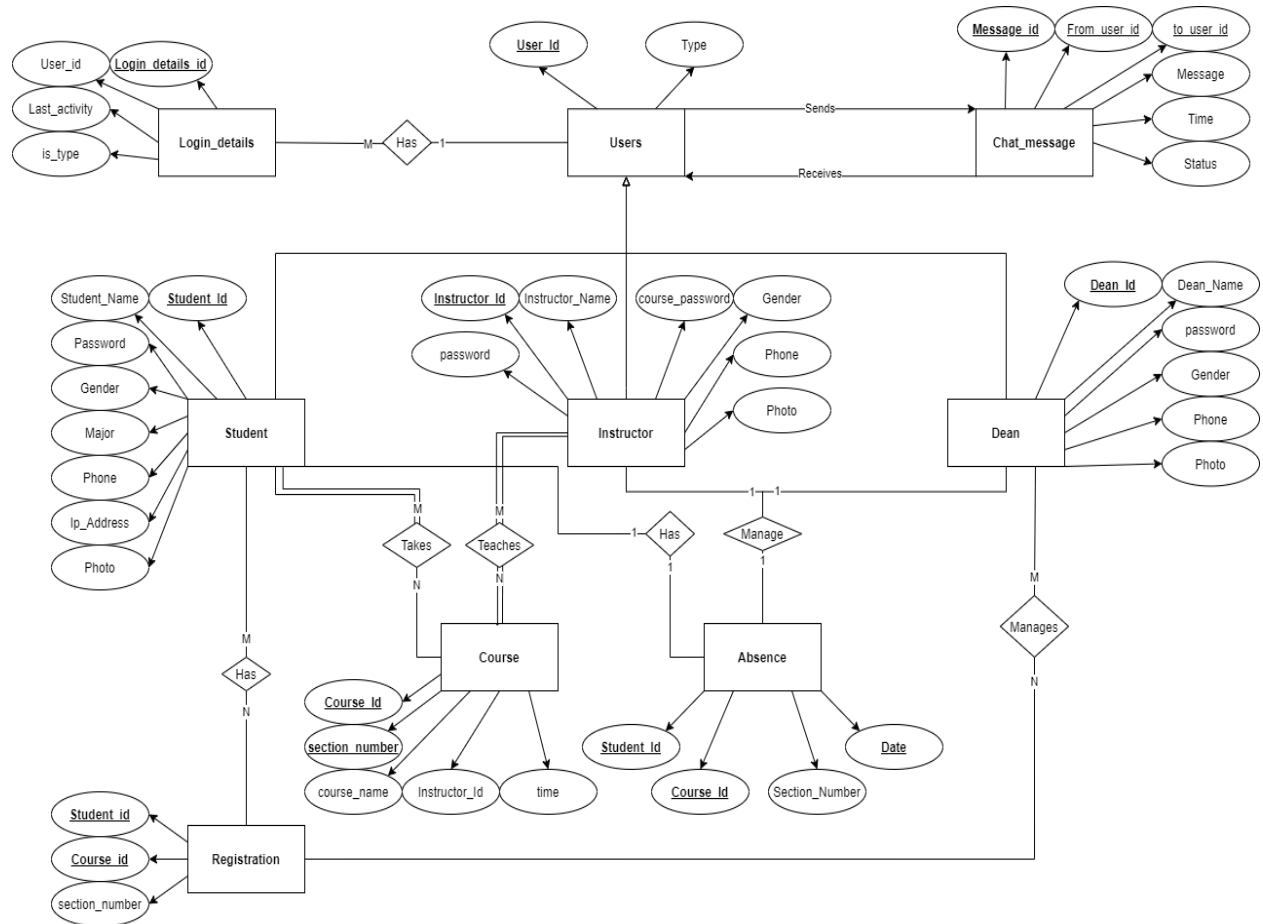 Message_id
From_user_id
to_user_id
User_Id
Type
User_id
Login_details_id
Message
Last_activity
Sends
Time
Login_details
M
Has
1
Users
Chat_message
is_type
Receives
Status
Student_Name
Student_Id
Instructor_Id
Instructor_Name
course_password
Gender
Dean_Id
Dean_Name
Password
password
Phone
password
Gender
Gender
Photo
Major
Student
Instructor
Dean
Phone
Phone
Photo
1
1
Ip_Address
M
M
1
Has
Manage
Takes
Teaches
Photo
1
1
M
N
N
Manages
M
Course
Absence
Has
N
Course_Id
N
section_number
Student_Id
Date
course_name
Instructor_Id
time
Course_Id
Section_Number
Student_id
Course_id
Registration
section_number